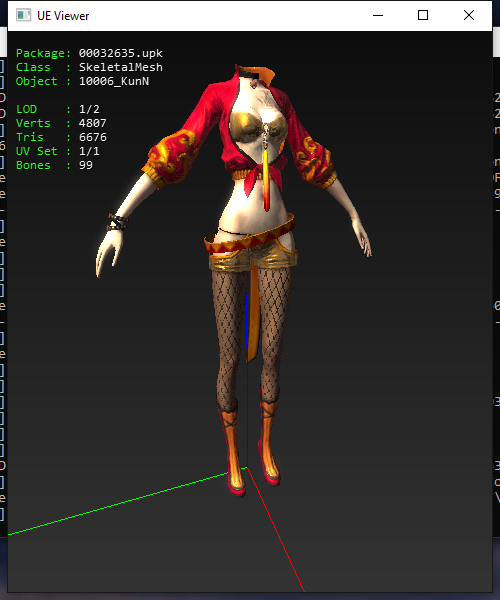 UE Viewer
Package: 00032635.upk
Class : SkeletalMesh
Object : 10006_KunN
LOD : 1/2
Verts : 4807
Tris : 6676
UV Set : 1/1
Bones : 99